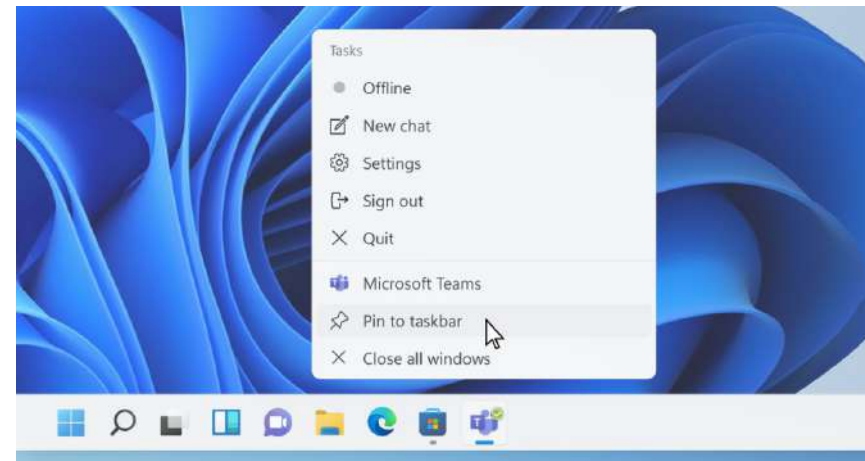 Tasks
Offline
New chat
Settings
Sign out
Quit
Microsoft Teams
Pin to taskbar
Close all windows